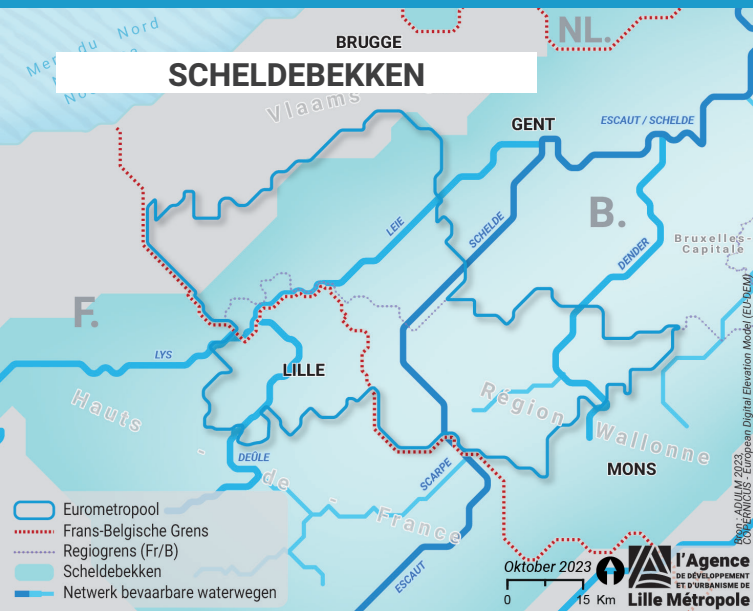 Mer du Nord
BRUGGE
NL.
SCHELDEBEKKEN
Vlaams
GENT
ESCAUT / SCHELDE
B.
LEIE
SCHELDE
DENDER
Bruxelles-
Capitale
F.
LYS
LILLE
Hauts - de - France
Région Wallonne
MONS
DEÛLE
SCARPE
ESCAUT
Eurometropool
Frans-Belgische Grens
Regiogrens (Fr/B)
Scheldebekken
Netwerk bevaarbare waterwegen
Oktober 2023
0 15 Km
l'Agence
DE DÉVELOPPEMENT
ET D'URBANISME DE
Lille Métropole
Bron : ADULM 2023,
COPERNICUS - European Digital Elevation Model (EU-DEM)